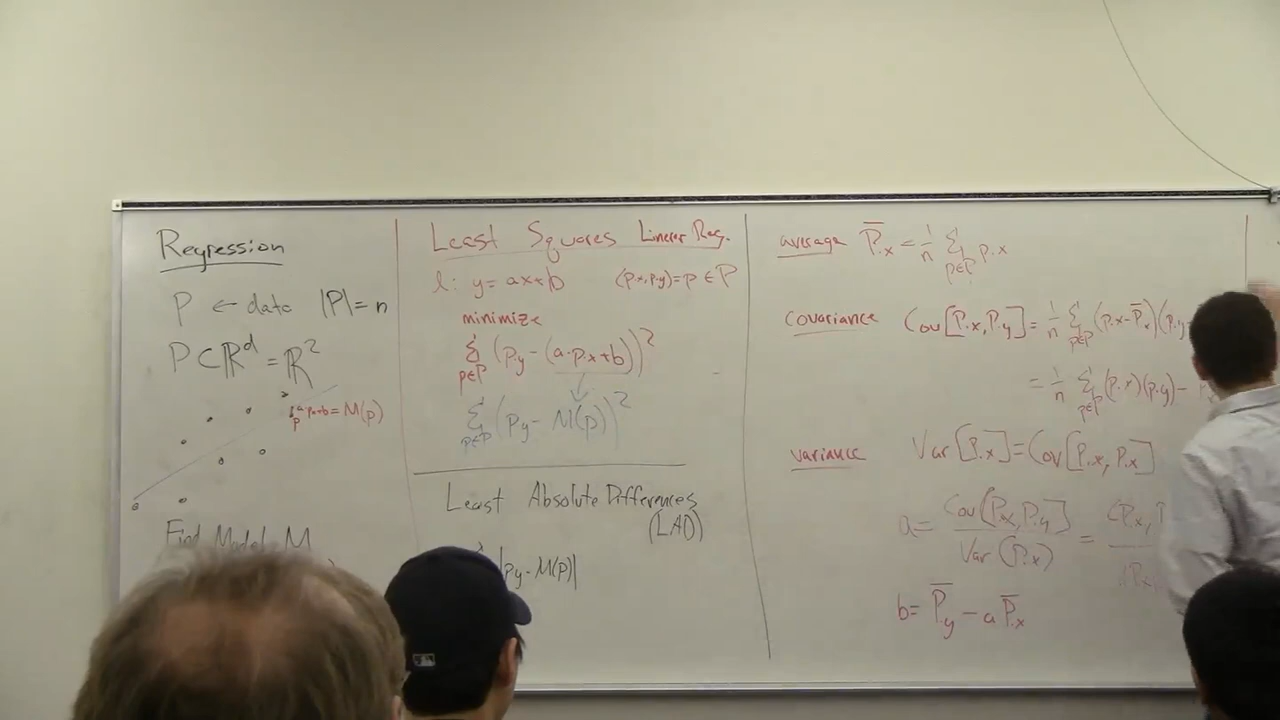 Regression
P ← data |P| = n
P ⊂ ℝ^d = ℝ^2
a·p.x+b = M(p)
p
Find Model M
Least Squares Linear Reg.
l: y = ax+b (p.x, p.y) = p ∈ P
minimize
Σ_{p∈P} (p.y - (a·p.x+b))^2
Σ_{p∈P} (p.y - M(p))^2
Least Absolute Differences
(LAD)
|p.y - M(p)|
average P̅.x = 1/n Σ_{p∈P} p.x
covariance Cov[P.x, P.y] = 1/n Σ_{p∈P} (p.x - P̅.x)(p.y -
= 1/n Σ_{p∈P} (p.x)(p.y) -
variance Var[P.x] = Cov[P.x, P.x]
a = Cov[P.x, P.y] / Var(P.x) = ⟨P.x,
b = P̅.y - a P̅.x